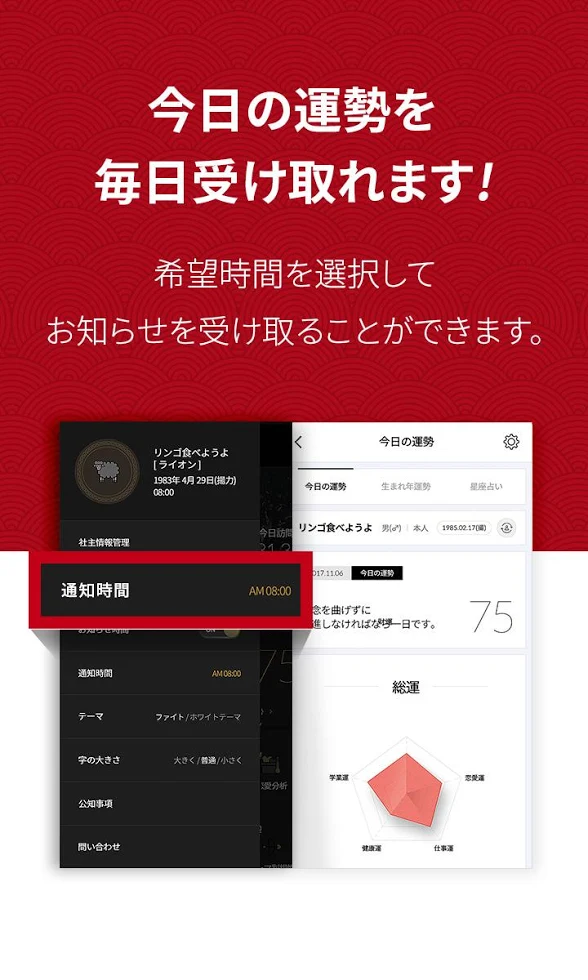 今日の運勢を
毎日受け取れます!
希望時間を選択して
お知らせを受け取ることができます。
リンゴ食べようよ
[ ライオン ]
1983年 4月 29日(揚力)
08:00
社主情報管理
通知時間 AM 08:00
お知らせ時間 ON
通知時間 AM 08:00
テーマ ファイト / ホワイトテーマ
字の大きさ 大きく / 普通 / 小さく
公知事項
問い合わせ
今日訪問
75
愛分析
今日の運勢
今日の運勢 生まれ年運勢 星座占い
リンゴ食べようよ 男(♂) | 本人 1985.02.17(陽)
017.11.06 今日の運勢
念を曲げずに
進しなければなら 一日です。
75
総運
学業運
恋愛運
健康運
仕事運